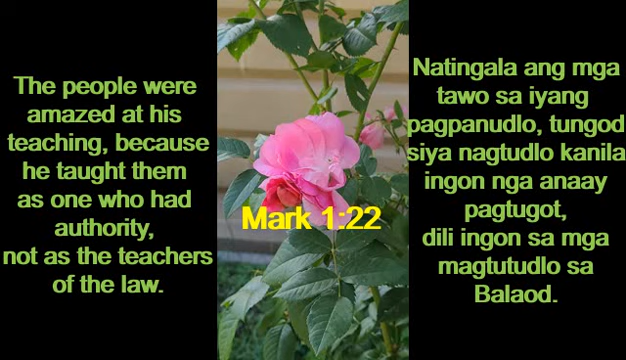 The people were
amazed at his
teaching, because
he taught them
as one who had
authority,
not as the teachers
of the law.
Mark 1:22
Natingala ang mga
tawo sa iyang
pagpanudlo, tungod
siya nagtudlo kanila
ingon nga anaay
pagtugot,
dili ingon sa mga
magtutudlo sa
Balaod.